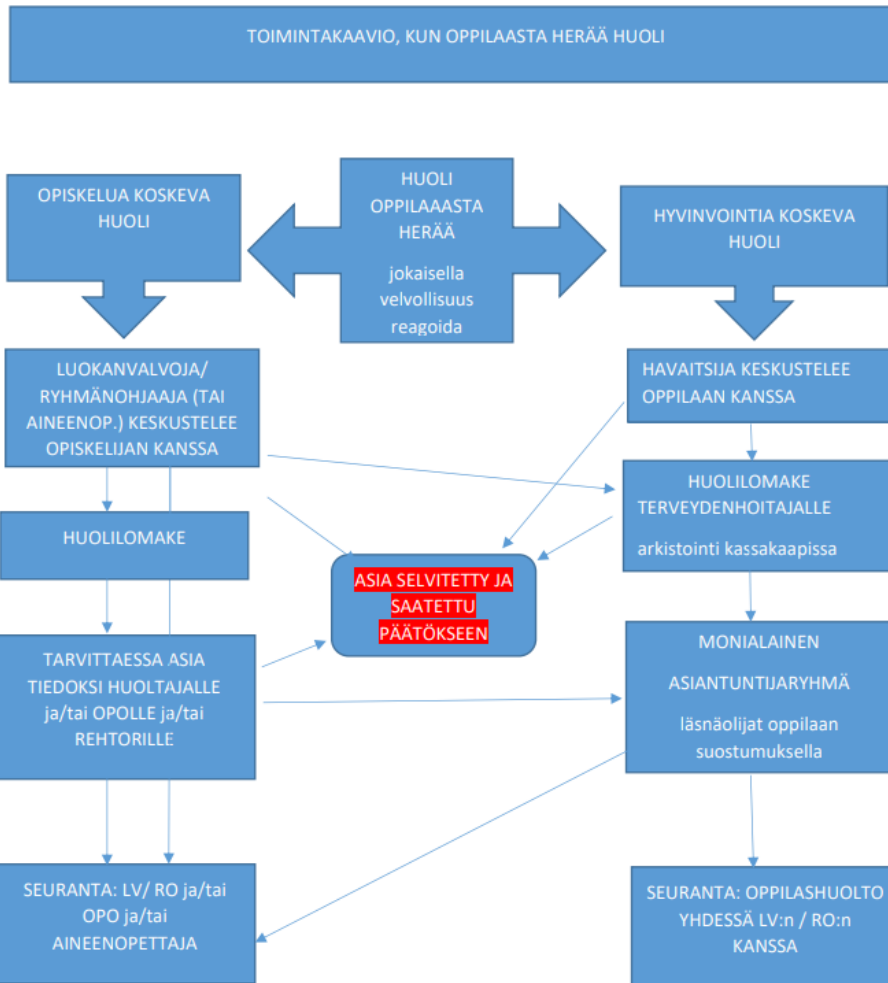 TOIMINTAKAAVIO, KUN OPPILAASTA HERÄÄ HUOLI
OPISKELUA KOSKEVA
HUOLI
HUOLI
OPPILAAASTA
HERÄÄ
jokaisella
velvollisuus
reagoida
HYVINVOINTIA KOSKEVA
HUOLI
LUOKANVALVOJA/
RYHMÄNOHJAAJA (TAI
AINEENOP.) KESKUSTELEE
OPISKELIJAN KANSSA
HAVAITSIJA KESKUSTELEE
OPPILAAN KANSSA
HUOLILOMAKE
HUOLILOMAKE
TERVEYDENHOITAJALLE
arkistointi kassakaapissa
ASIA SELVITETTY JA
SAATETTU
PÄÄTÖKSEEN
TARVITTAESSA ASIA
TIEDOKSI HUOLTAJALLE
ja/tai OPOLLE ja/tai
REHTORILLE
MONIALAINEN
ASIANTUNTIJARYHMÄ
läsnäolijat oppilaan
suostumuksella
SEURANTA: LV/ RO ja/tai
OPO ja/tai
AINEENOPETTAJA
SEURANTA: OPPILASHUOLTO
YHDESSÄ LV:n / RO:n
KANSSA